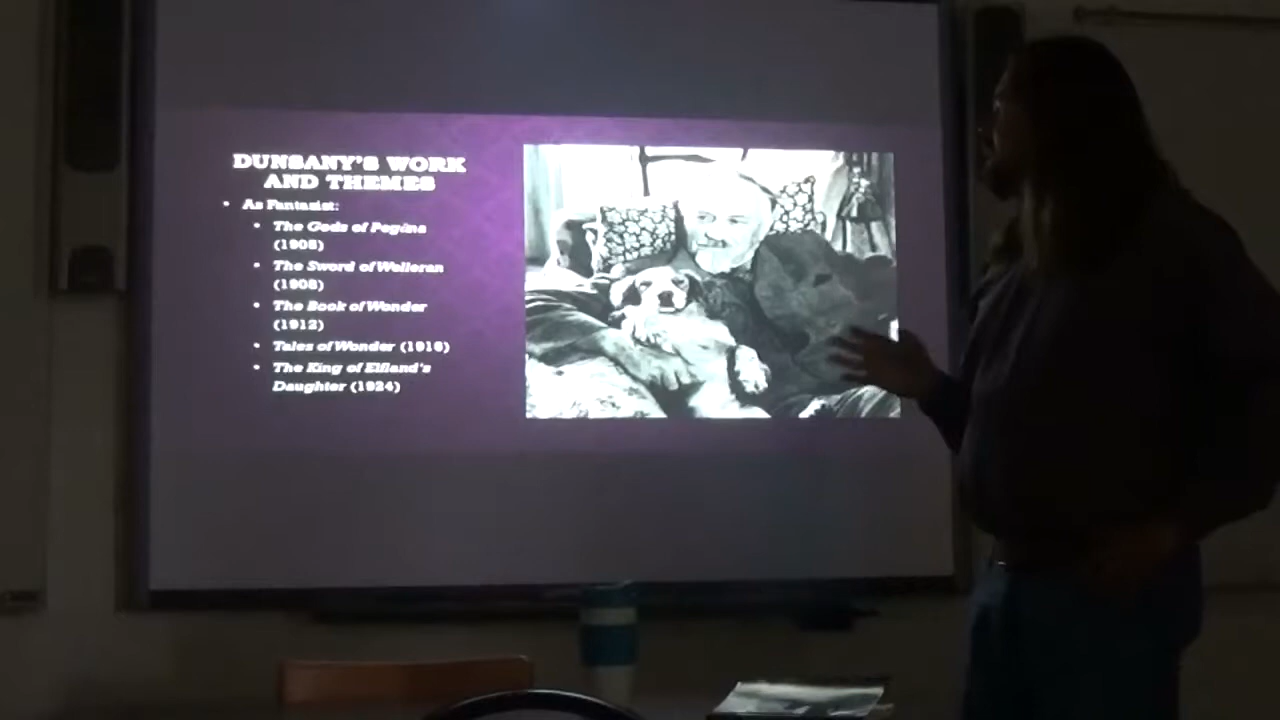 DUNSANY'S WORK
AND THEMES
• As Fantasist:
• The Gods of Pegāna
(1905)
• The Sword of Welleran
(1908)
• The Book of Wonder
(1912)
• Tales of Wonder (1916)
• The King of Elfland's
Daughter (1924)